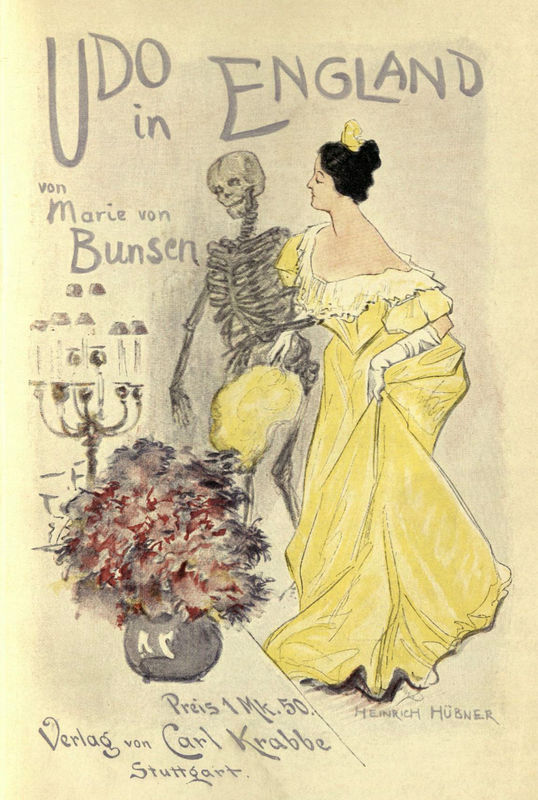 UDO
in ENGLAND
von
Marie von
Bunsen
Preis 1 Mk. 50.
HEINRICH HÜBNER
Verlag von Carl Krabbe
Stuttgart.